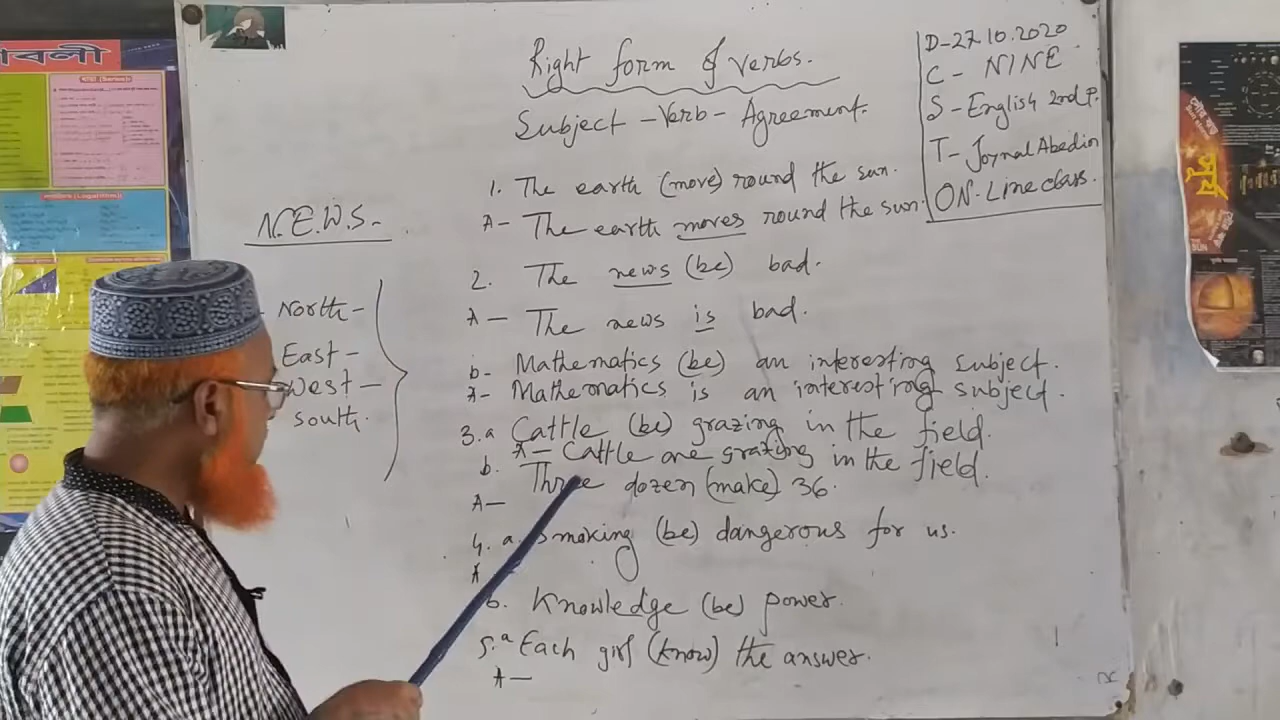 বলী
Right form of verbs.
Subject - Verb - Agreement.
D-27.10.2020
C - NINE
S - English 2nd P.
T - Joynal Abedin
ON-Line class.
N.E.W.S.
North -
East -
West -
South.
1. The earth (move) round the sun.
A- The earth moves round the sun.
2. The news (be) bad.
A- The news is bad.
b- Mathematics (be) an interesting subject.
A- Mathematics is an interesting subject.
3.a Cattle (be) grazing in the field.
A- Cattle are grazing in the field.
b. Three dozen (make) 36.
A-
4. a. Smoking (be) dangerous for us.
A
b. Knowledge (be) power.
5.a Each girl (know) the answer.
A-
SUN